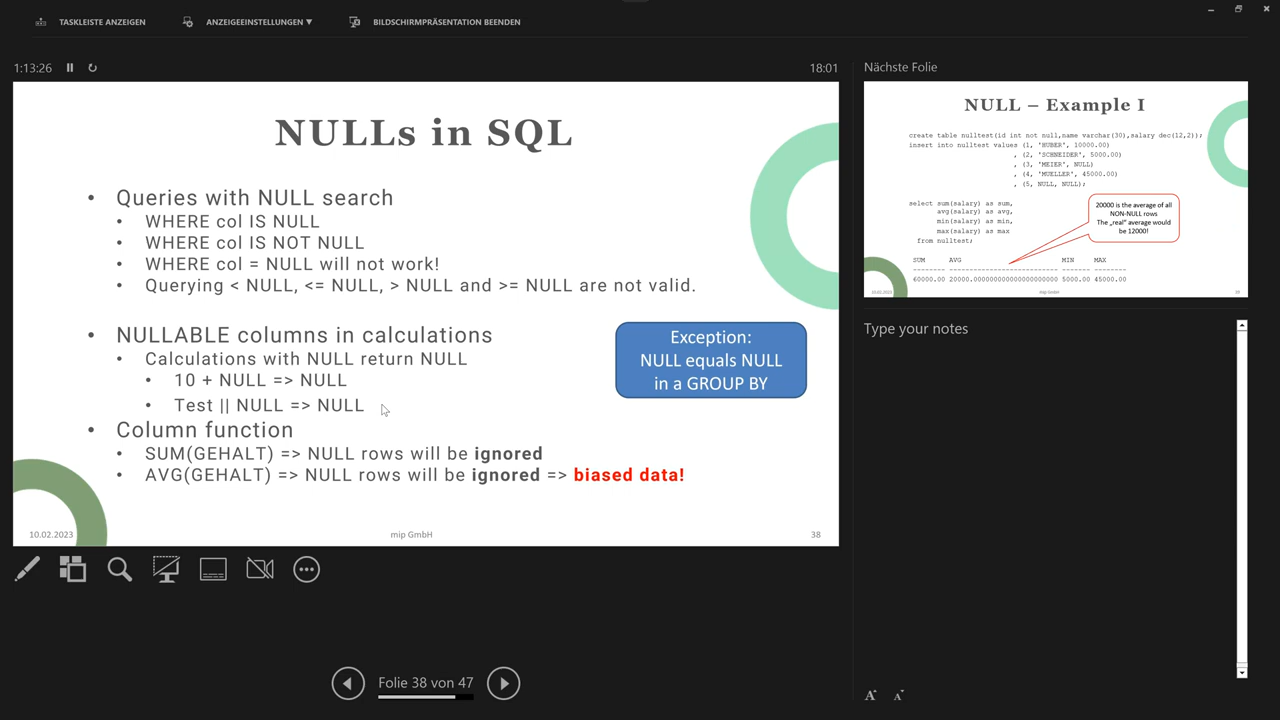 TASKLEISTE ANZEIGEN
ANZEIGEEINSTELLUNGEN ▼
BILDSCHIRMPRÄSENTATION BEENDEN
1:13:26
18:01
NULLs in SQL
• Queries with NULL search
• WHERE col IS NULL
• WHERE col IS NOT NULL
• WHERE col = NULL will not work!
• Querying < NULL, <= NULL, > NULL and >= NULL are not valid.
• NULLABLE columns in calculations
• Calculations with NULL return NULL
• 10 + NULL => NULL
• Test || NULL => NULL
Exception:
NULL equals NULL
in a GROUP BY
• Column function
• SUM(GEHALT) => NULL rows will be ignored
• AVG(GEHALT) => NULL rows will be ignored => biased data!
10.02.2023
mip GmbH
38
Folie 38 von 47
Nächste Folie
NULL – Example I
create table nulltest(id int not null,name varchar(30),salary dec(12,2));
insert into nulltest values (1, 'HUBER', 10000.00)
, (2, 'SCHNEIDER', 5000.00)
, (3, 'MEIER', NULL)
, (4, 'MUELLER', 45000.00)
, (5, NULL, NULL);
select sum(salary) as sum,
avg(salary) as avg,
min(salary) as min,
max(salary) as max
from nulltest;
20000 is the average of all
NON-NULL rows
The „real" average would
be 12000!
SUM AVG MIN MAX
-------- ---------------------------- ------- --------
60000.00 20000.0000000000000000000 5000.00 45000.00
10.02.2023
mip GmbH
39
Type your notes
A A